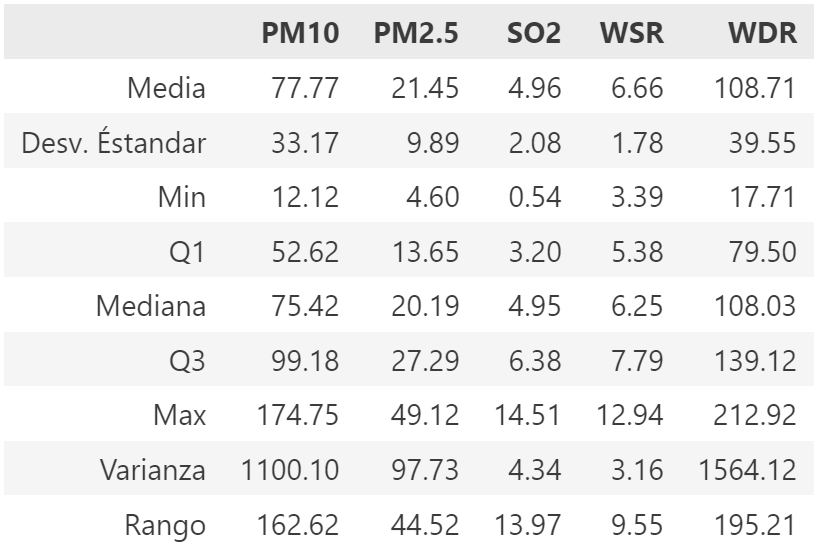 PM10 PM2.5 SO2 WSR WDR
Media 77.77 21.45 4.96 6.66 108.71
Desv. Éstandar 33.17 9.89 2.08 1.78 39.55
Min 12.12 4.60 0.54 3.39 17.71
Q1 52.62 13.65 3.20 5.38 79.50
Mediana 75.42 20.19 4.95 6.25 108.03
Q3 99.18 27.29 6.38 7.79 139.12
Max 174.75 49.12 14.51 12.94 212.92
Varianza 1100.10 97.73 4.34 3.16 1564.12
Rango 162.62 44.52 13.97 9.55 195.21